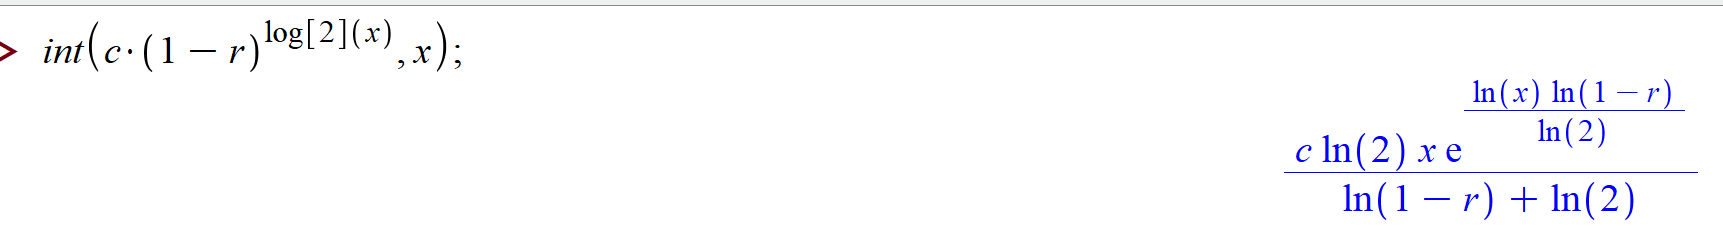 > int(c·(1 − r)^log[2](x), x);
(c ln(2) x e^((ln(x) ln(1 − r))/(ln(2))))/(ln(1 − r) + ln(2))